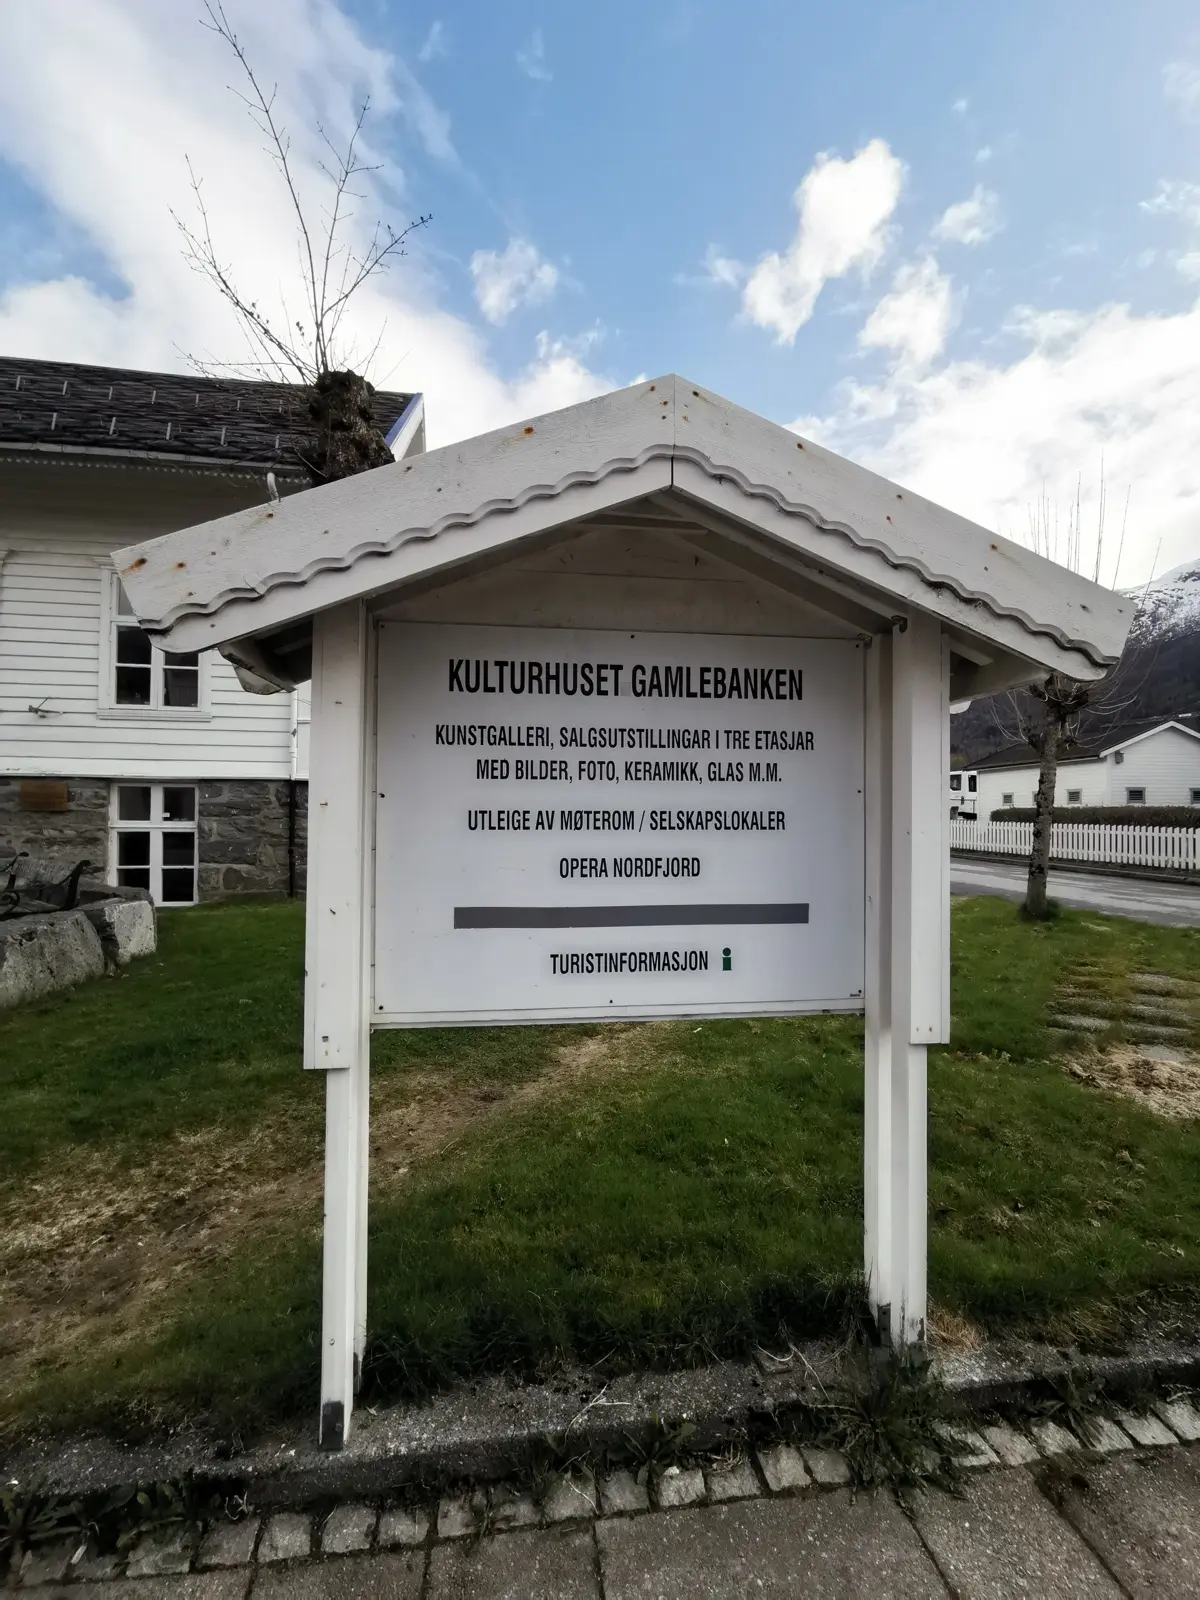 KULTURHUSET GAMLEBANKEN
KUNSTGALLERI, SALGSUTSTILLINGAR I TRE ETASJAR
MED BILDER, FOTO, KERAMIKK, GLAS M.M.
UTLEIGE AV MØTEROM / SELSKAPSLOKALER
OPERA NORDFJORD
TURISTINFORMASJON i